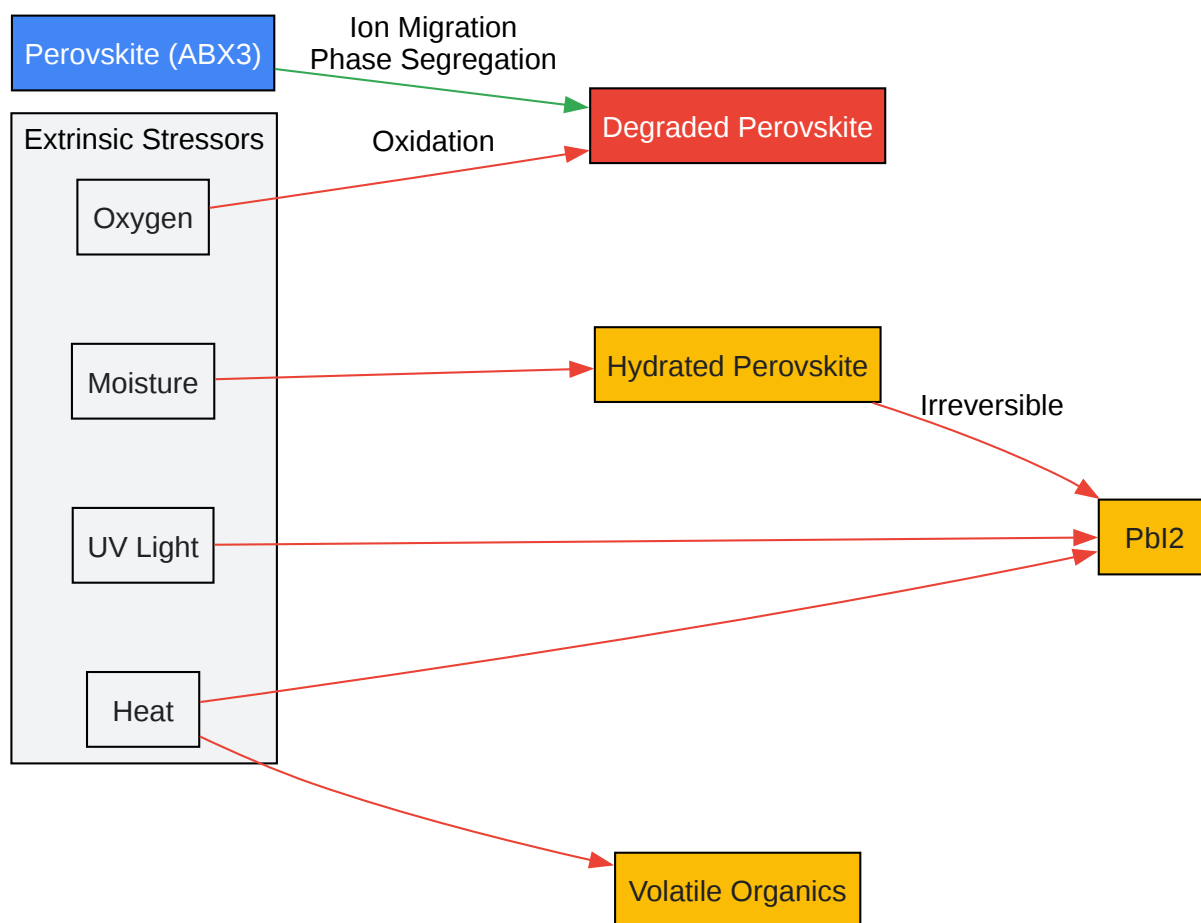 Perovskite (ABX3)
Ion Migration
Phase Segregation
Degraded Perovskite
Extrinsic Stressors
Oxidation
Oxygen
Moisture
Hydrated Perovskite
Irreversible
UV Light
PbI2
Heat
Volatile Organics